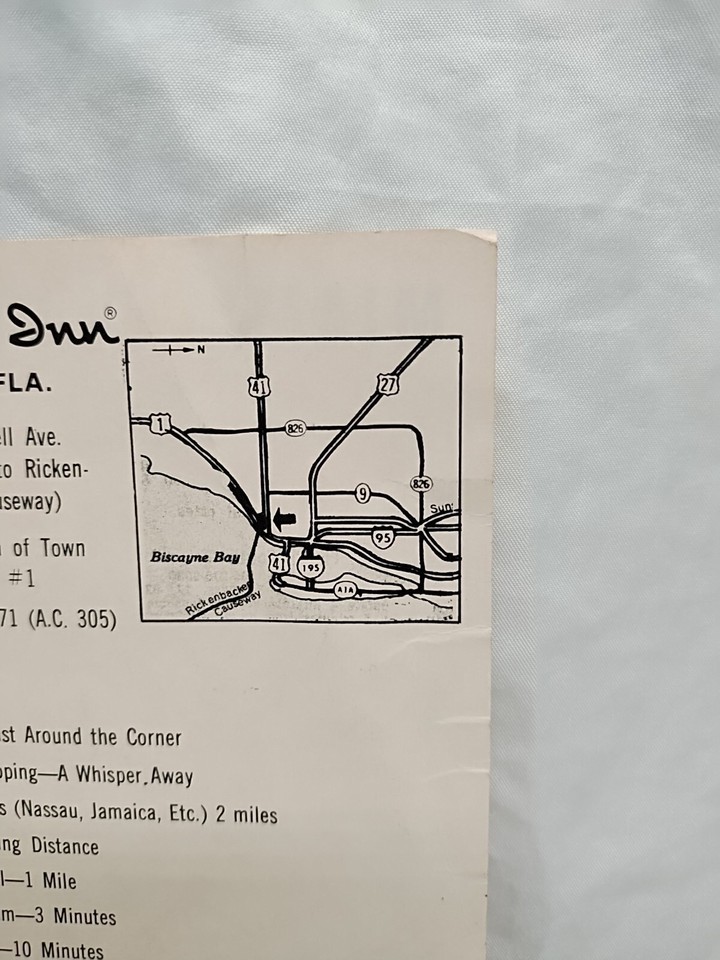 Inn®
FLA.
ll Ave.
to Ricken-
useway)
of Town
#1
71 (A.C. 305)
N
41
27
1
826
9
826
Sun
95
Biscayne Bay
41
195
A1A
Rickenbacker
Causeway
st Around the Corner
pping—A Whisper Away
s (Nassau, Jamaica, Etc.) 2 miles
ng Distance
l—1 Mile
m—3 Minutes
—10 Minutes